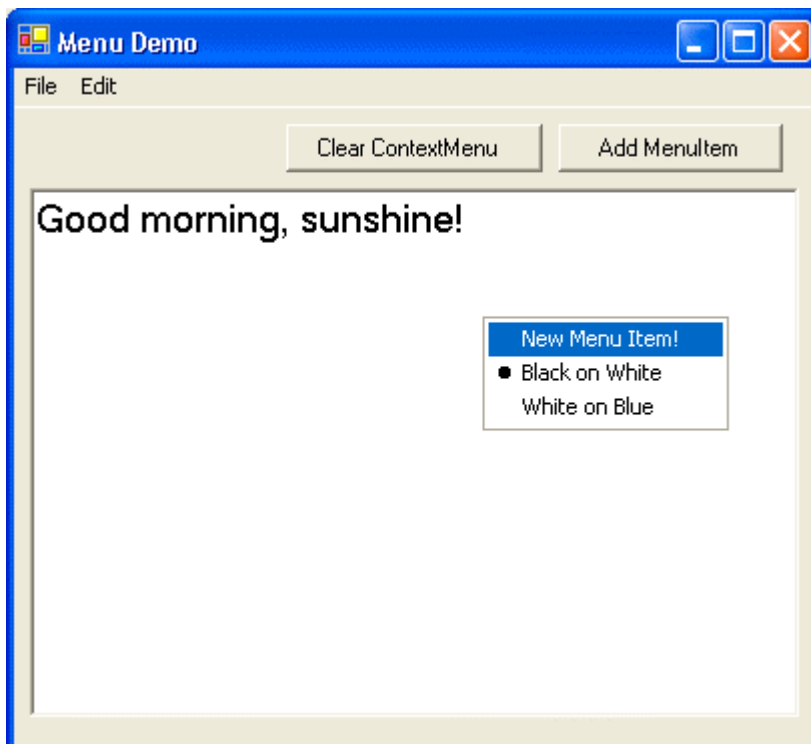 Menu Demo
File Edit
Clear ContextMenu Add MenuItem
Good morning, sunshine!
New Menu Item!
Black on White
White on Blue